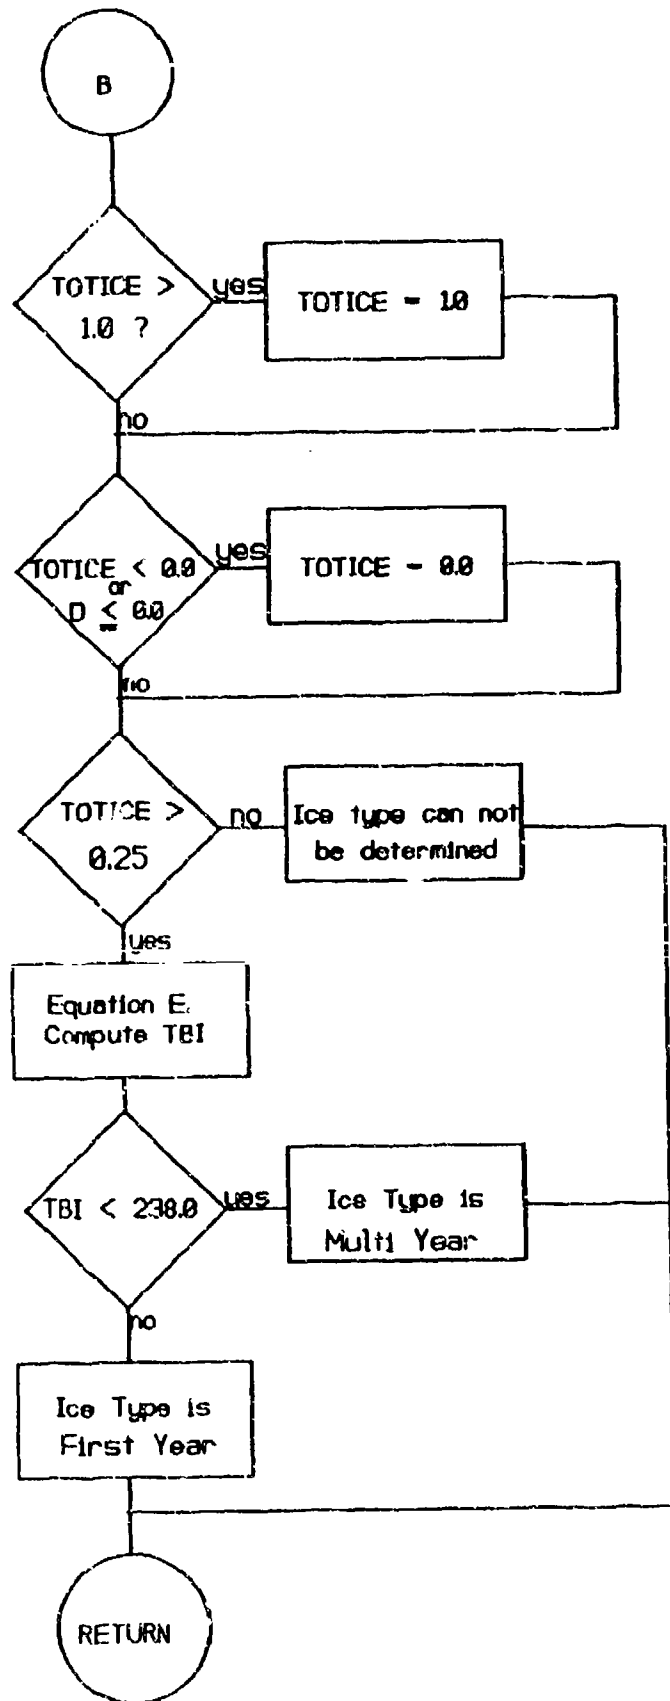 B
TOTICE >
1.0 ?
yes
TOTICE = 1.0
no
TOTICE < 0.0
or
D ≤ 0.0
yes
TOTICE = 0.0
no
TOTICE >
0.25
no
Ice type can not
be determined
yes
Equation E.
Compute TBI
TBI < 238.0
yes
Ice Type is
Multi Year
no
Ice Type is
First Year
RETURN